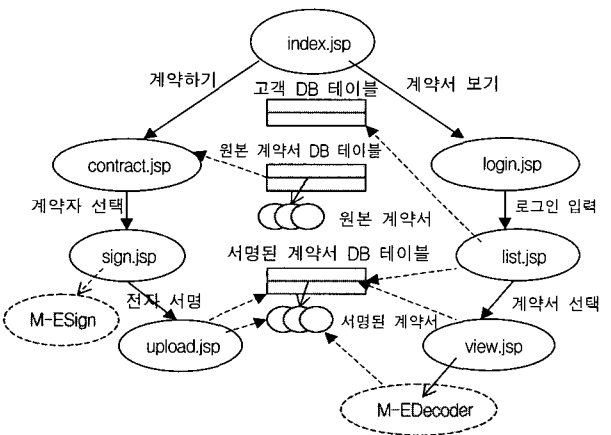 index.jsp
계약하기
고객 DB 테이블
계약서 보기
원본 계약서 DB 테이블
contract.jsp
login.jsp
계약자 선택
원본 계약서
로그인 입력
sign.jsp
서명된 계약서 DB 테이블
list.jsp
전자 서명
계약서 선택
M-ESign
서명된 계약서
upload.jsp
view.jsp
M-EDecoder